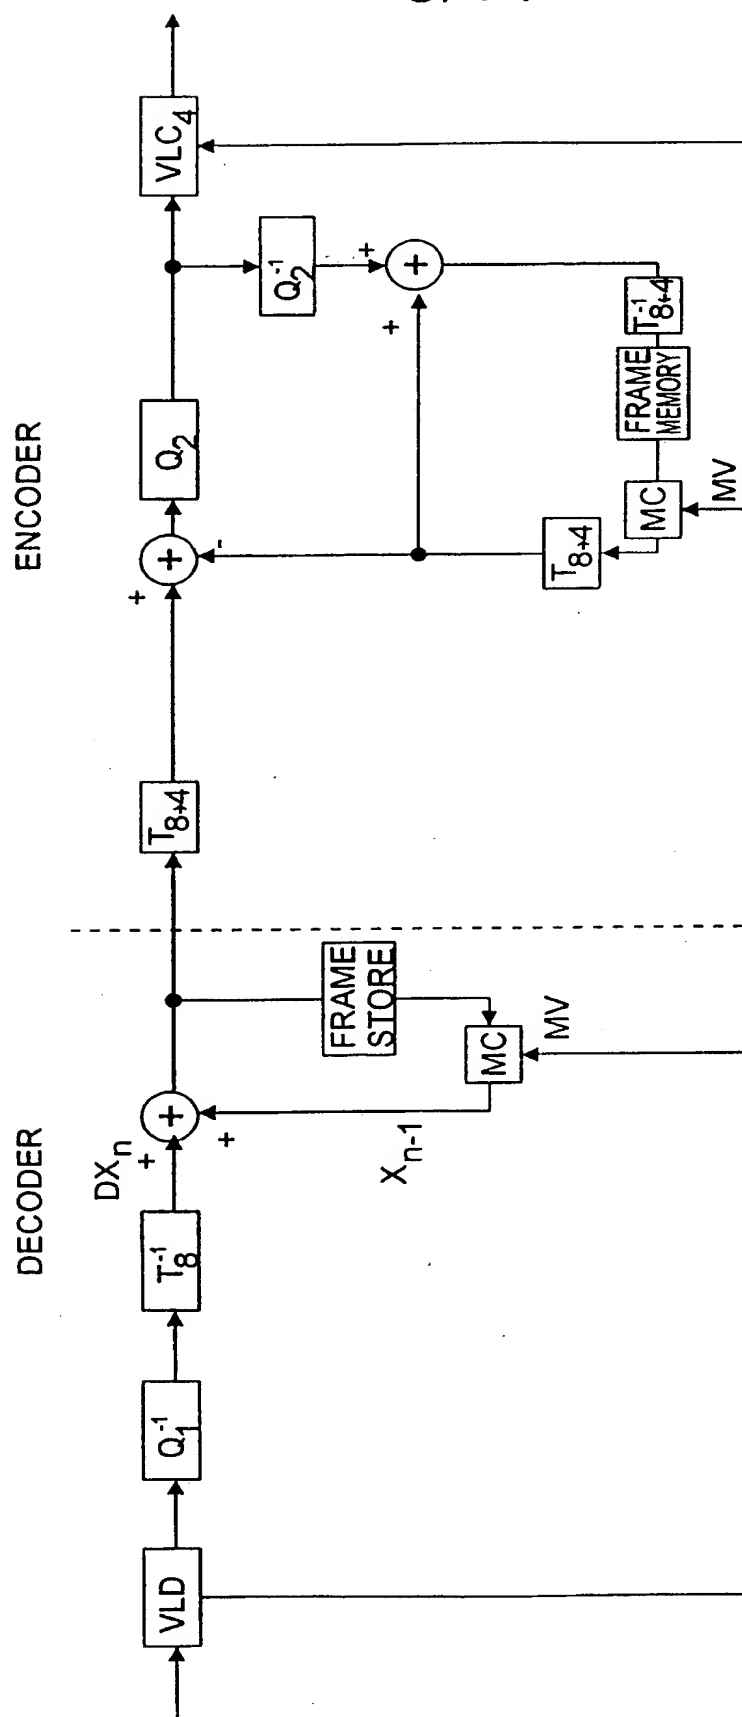 DECODER
ENCODER
VLD
Q₁⁻¹
T₈⁻¹
DXₙ
+
+
+
Xₙ₋₁
FRAME
STORE
MC
MV
T₈₊₄
+
+
-
Q₂
VLC₄
Q₂⁻¹
+
+
+
T₈₊₄⁻¹
FRAME
MEMORY
MC
MV
T₈₊₄